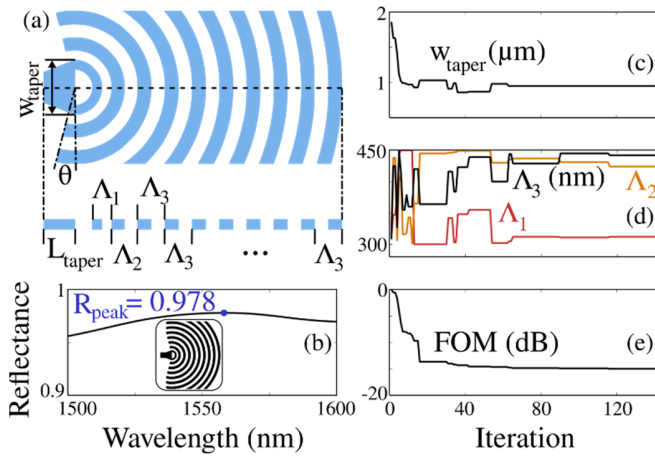 (a)
w_taper
θ
Λ₁ Λ₃
L_taper Λ₂ Λ₃ ... Λ₃
1
R_peak = 0.978
(b)
0.9
Reflectance
1500 1550 1600
Wavelength (nm)
2
w_taper (μm)
1
(c)
450
Λ₃ (nm) Λ₂
(d)
Λ₁
300
0
FOM (dB) (e)
-10
-20
0 40 80 120
Iteration